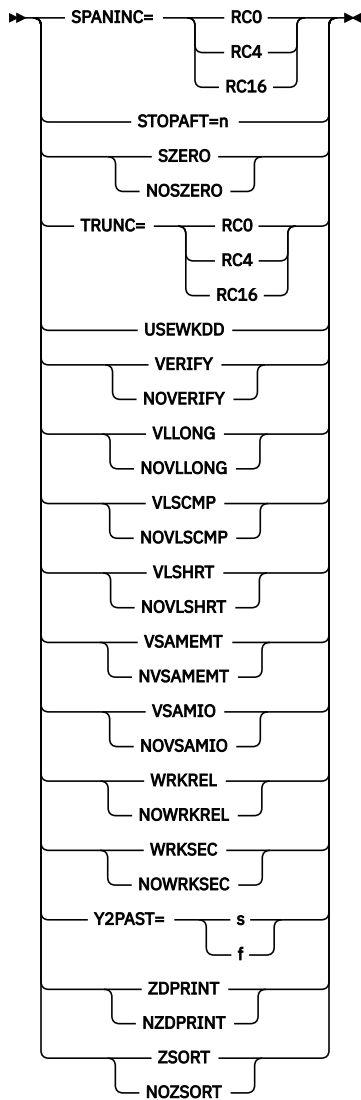 SPANINC= RC0
RC4
RC16
STOPAFT=n
SZERO
NOSZERO
TRUNC= RC0
RC4
RC16
USEWKDD
VERIFY
NOVERIFY
VLLONG
NOVLLONG
VLSCMP
NOVLSCMP
VLSHRT
NOVLSHRT
VSAMEMT
NVSAMEMT
VSAMIO
NOVSAMIO
WRKREL
NOWRKREL
WRKSEC
NOWRKSEC
Y2PAST= s
f
ZDPRINT
NZDPRINT
ZSORT
NOZSORT